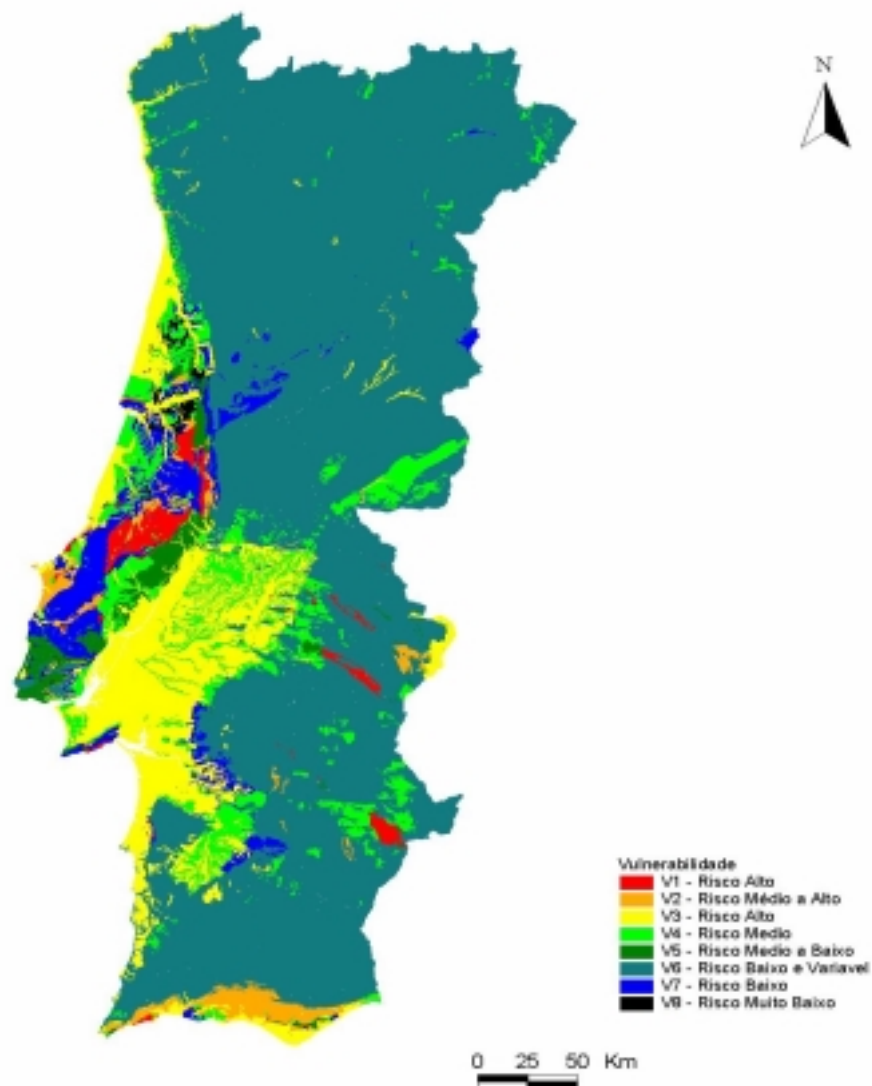 N
Vulnerabilidade
V1 - Risco Alto
V2 - Risco Médio a Alto
V3 - Risco Alto
V4 - Risco Medio
V5 - Risco Medio a Baixo
V6 - Risco Baixo e Variavel
V7 - Risco Baixo
V8 - Risco Muito Baixo
0 25 50 Km